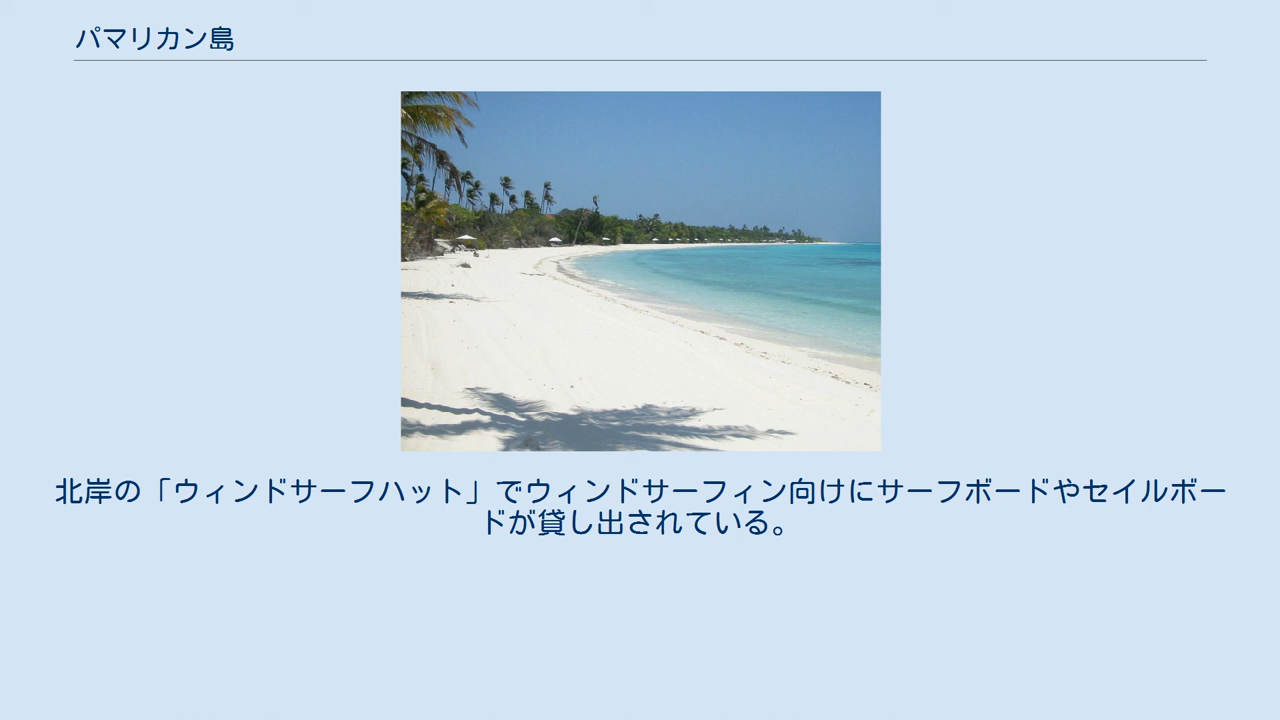 パマリカン島
北岸の「ウィンドサーフハット」でウィンドサーフィン向けにサーフボードやセイルボー
ドが貸し出されている。